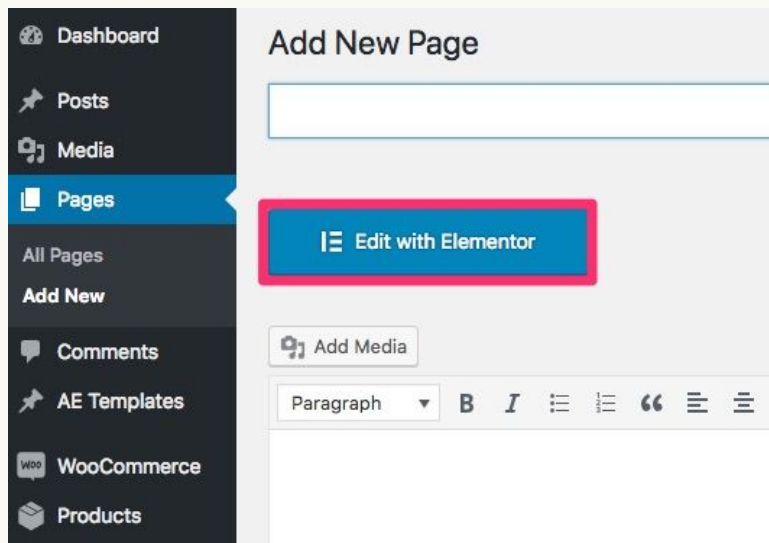 Dashboard
Posts
Media
Pages
All Pages
Add New
Comments
AE Templates
WOO WooCommerce
Products
Add New Page
Edit with Elementor
Add Media
Paragraph B I